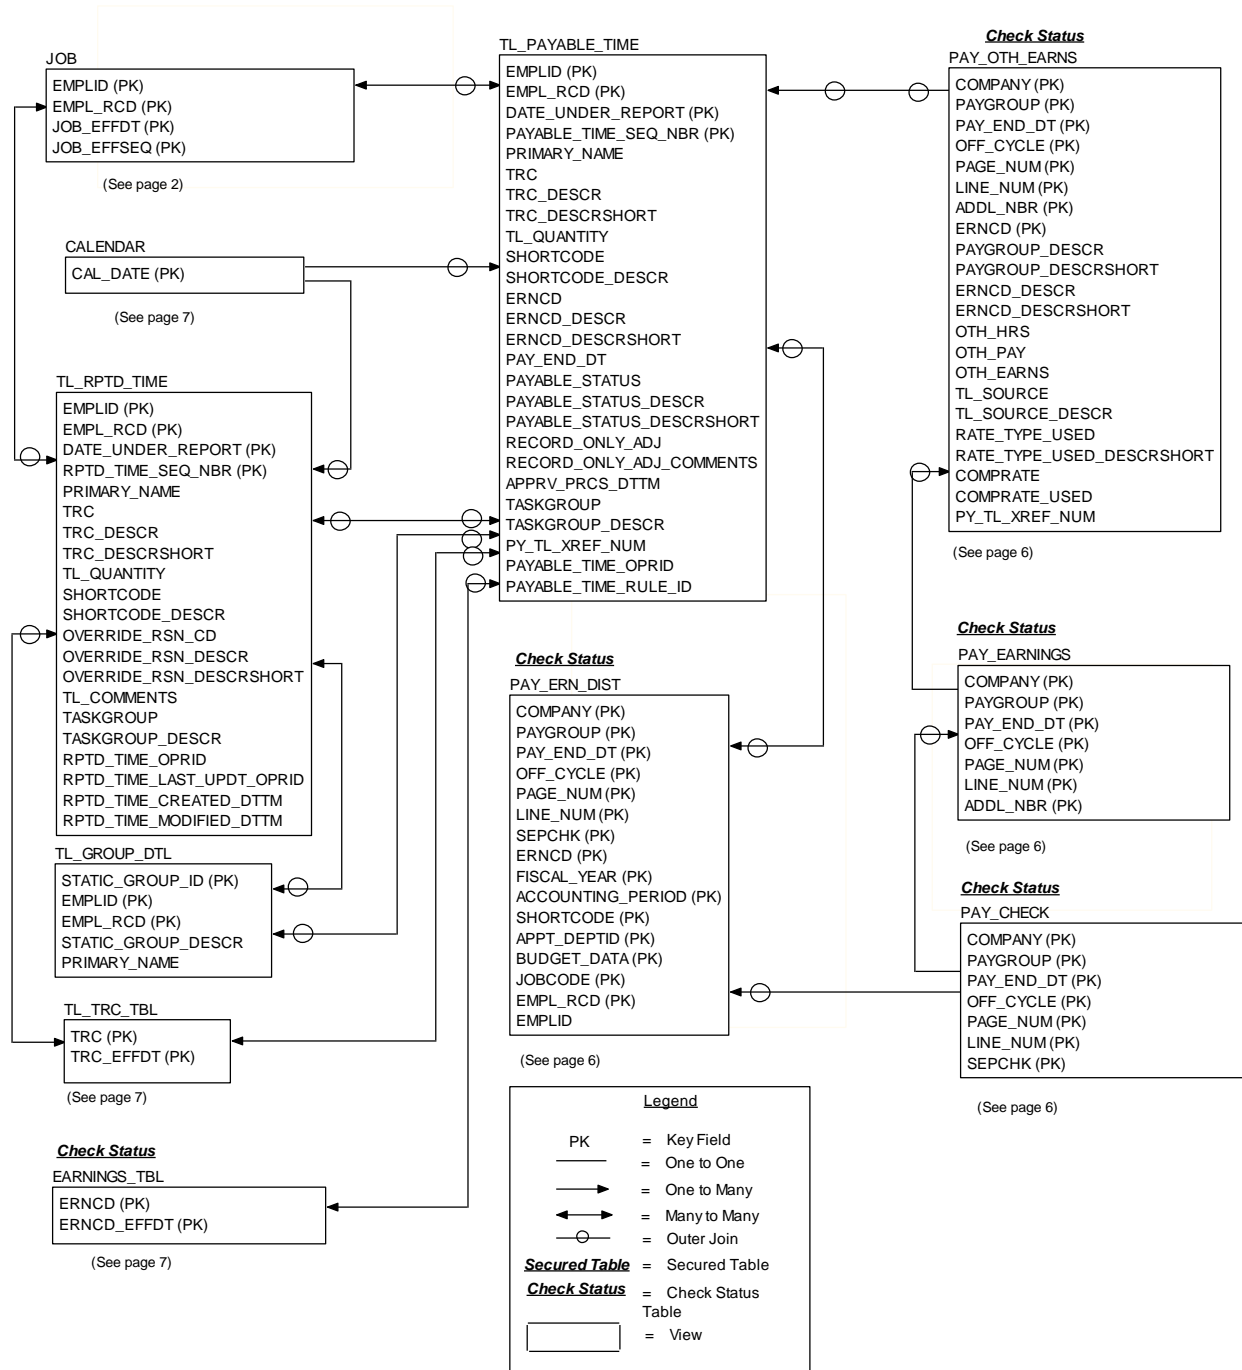 JOB
EMPLID (PK)
EMPL_RCD (PK)
JOB_EFFDT (PK)
JOB_EFFSEQ (PK)
(See page 2)
CALENDAR
CAL_DATE (PK)
(See page 7)
TL_RPTD_TIME
EMPLID (PK)
EMPL_RCD (PK)
DATE_UNDER_REPORT (PK)
RPTD_TIME_SEQ_NBR (PK)
PRIMARY_NAME
TRC
TRC_DESCR
TRC_DESCRSHORT
TL_QUANTITY
SHORTCODE
SHORTCODE_DESCR
OVERRIDE_RSN_CD
OVERRIDE_RSN_DESCR
OVERRIDE_RSN_DESCRSHORT
TL_COMMENTS
TASKGROUP
TASKGROUP_DESCR
RPTD_TIME_OPRID
RPTD_TIME_LAST_UPDT_OPRID
RPTD_TIME_CREATED_DTTM
RPTD_TIME_MODIFIED_DTTM
TL_GROUP_DTL
STATIC_GROUP_ID (PK)
EMPLID (PK)
EMPL_RCD (PK)
STATIC_GROUP_DESCR
PRIMARY_NAME
TL_TRC_TBL
TRC (PK)
TRC_EFFDT (PK)
(See page 7)
Check Status
EARNINGS_TBL
ERNCD (PK)
ERNCD_EFFDT (PK)
(See page 7)
TL_PAYABLE_TIME
EMPLID (PK)
EMPL_RCD (PK)
DATE_UNDER_REPORT (PK)
PAYABLE_TIME_SEQ_NBR (PK)
PRIMARY_NAME
TRC
TRC_DESCR
TRC_DESCRSHORT
TL_QUANTITY
SHORTCODE
SHORTCODE_DESCR
ERNCD
ERNCD_DESCR
ERNCD_DESCRSHORT
PAY_END_DT
PAYABLE_STATUS
PAYABLE_STATUS_DESCR
PAYABLE_STATUS_DESCRSHORT
RECORD_ONLY_ADJ
RECORD_ONLY_ADJ_COMMENTS
APPRV_PRCS_DTTM
TASKGROUP
TASKGROUP_DESCR
PY_TL_XREF_NUM
PAYABLE_TIME_OPRID
PAYABLE_TIME_RULE_ID
Check Status
PAY_ERN_DIST
COMPANY (PK)
PAYGROUP (PK)
PAY_END_DT (PK)
OFF_CYCLE (PK)
PAGE_NUM (PK)
LINE_NUM (PK)
SEPCHK (PK)
ERNCD (PK)
FISCAL_YEAR (PK)
ACCOUNTING_PERIOD (PK)
SHORTCODE (PK)
APPT_DEPTID (PK)
BUDGET_DATA (PK)
JOBCODE (PK)
EMPL_RCD (PK)
EMPLID
(See page 6)
Legend
PK = Key Field
= One to One
= One to Many
= Many to Many
= Outer Join
Secured Table = Secured Table
Check Status = Check Status
Table
= View
Check Status
PAY_OTH_EARNS
COMPANY (PK)
PAYGROUP (PK)
PAY_END_DT (PK)
OFF_CYCLE (PK)
PAGE_NUM (PK)
LINE_NUM (PK)
ADDL_NBR (PK)
ERNCD (PK)
PAYGROUP_DESCR
PAYGROUP_DESCRSHORT
ERNCD_DESCR
ERNCD_DESCRSHORT
OTH_HRS
OTH_PAY
OTH_EARNS
TL_SOURCE
TL_SOURCE_DESCR
RATE_TYPE_USED
RATE_TYPE_USED_DESCRSHORT
COMPRATE
COMPRATE_USED
PY_TL_XREF_NUM
(See page 6)
Check Status
PAY_EARNINGS
COMPANY (PK)
PAYGROUP (PK)
PAY_END_DT (PK)
OFF_CYCLE (PK)
PAGE_NUM (PK)
LINE_NUM (PK)
ADDL_NBR (PK)
(See page 6)
Check Status
PAY_CHECK
COMPANY (PK)
PAYGROUP (PK)
PAY_END_DT (PK)
OFF_CYCLE (PK)
PAGE_NUM (PK)
LINE_NUM (PK)
SEPCHK (PK)
(See page 6)